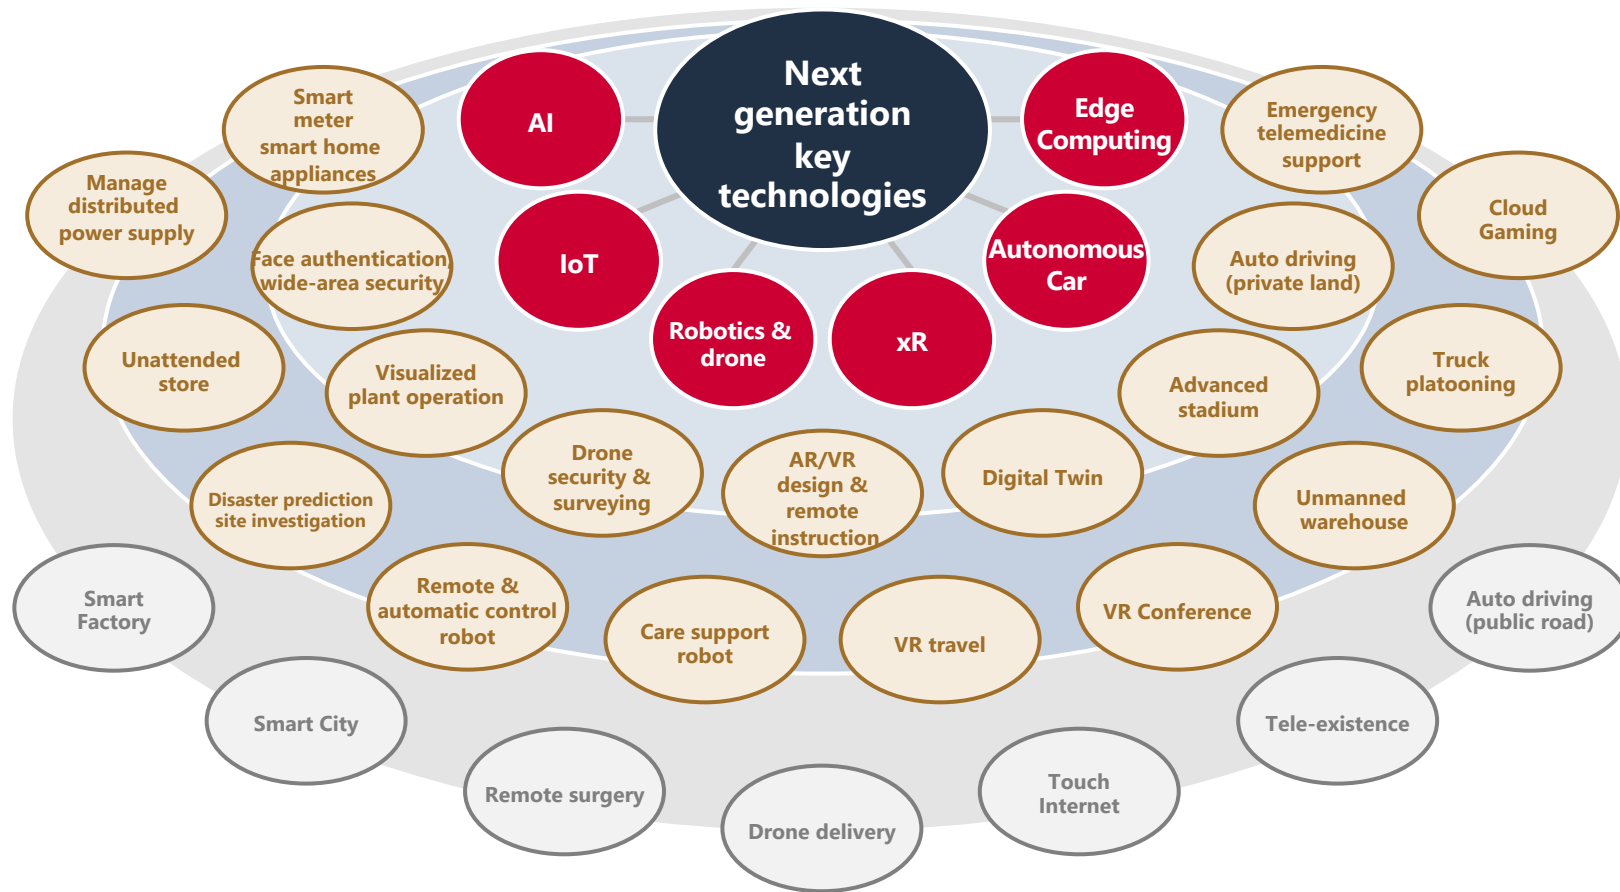 Next
generation
key
technologies
AI
IoT
Robotics &
drone
xR
Autonomous
Car
Edge
Computing
Smart
meter
smart home
appliances
Face authentication,
wide-area security
Visualized
plant operation
Drone
security &
surveying
AR/VR
design &
remote
instruction
Digital Twin
Advanced
stadium
Auto driving
(private land)
Emergency
telemedicine
support
Manage
distributed
power supply
Unattended
store
Disaster prediction
site investigation
Remote &
automatic control
robot
Care support
robot
VR travel
VR Conference
Unmanned
warehouse
Truck
platooning
Cloud
Gaming
Smart
Factory
Smart City
Remote surgery
Drone delivery
Touch
Internet
Tele-existence
Auto driving
(public road)